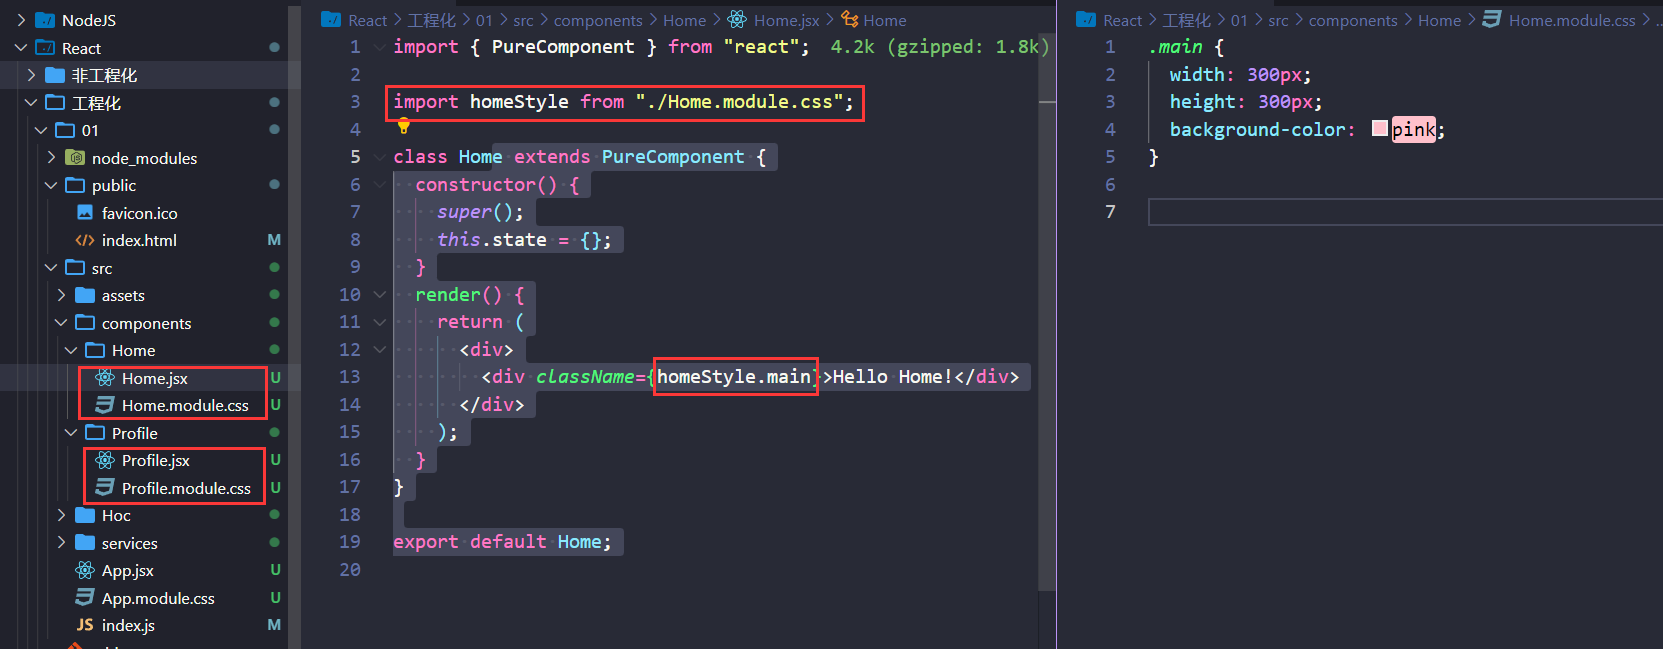 NodeJS
React
非工程化
工程化
01
node_modules
public
favicon.ico
index.html M
src
assets
components
Home
Home.jsx U
Home.module.css U
Profile
Profile.jsx U
Profile.module.css U
Hoc
services
App.jsx U
App.module.css U
JS index.js M
React > 工程化 > 01 > src > components > Home > Home.jsx > Home
1 import { PureComponent } from "react"; 4.2k (gzipped: 1.8k)
2
3 import homeStyle from "./Home.module.css";
4
5 class Home extends PureComponent {
6 constructor() {
7 super();
8 this.state = {};
9 }
10 render() {
11 return (
12 <div>
13 <div className={homeStyle.main}>Hello Home!</div>
14 </div>
15 );
16 }
17 }
18
19 export default Home;
20
React > 工程化 > 01 > src > components > Home > Home.module.css > ...
1 .main {
2 width: 300px;
3 height: 300px;
4 background-color: pink;
5 }
6
7